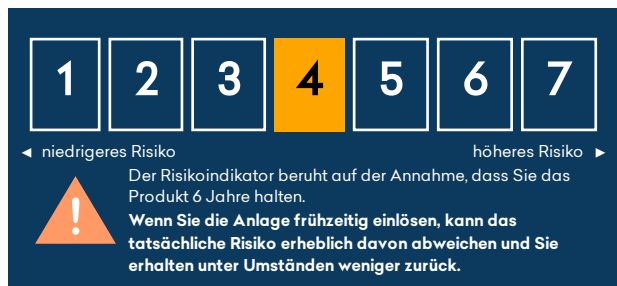 1 2 3 4 5 6 7
◄ niedrigeres Risiko höheres Risiko ►
Der Risikoindikator beruht auf der Annahme, dass Sie das
Produkt 6 Jahre halten.
!
Wenn Sie die Anlage frühzeitig einlösen, kann das
tatsächliche Risiko erheblich davon abweichen und Sie
erhalten unter Umständen weniger zurück.